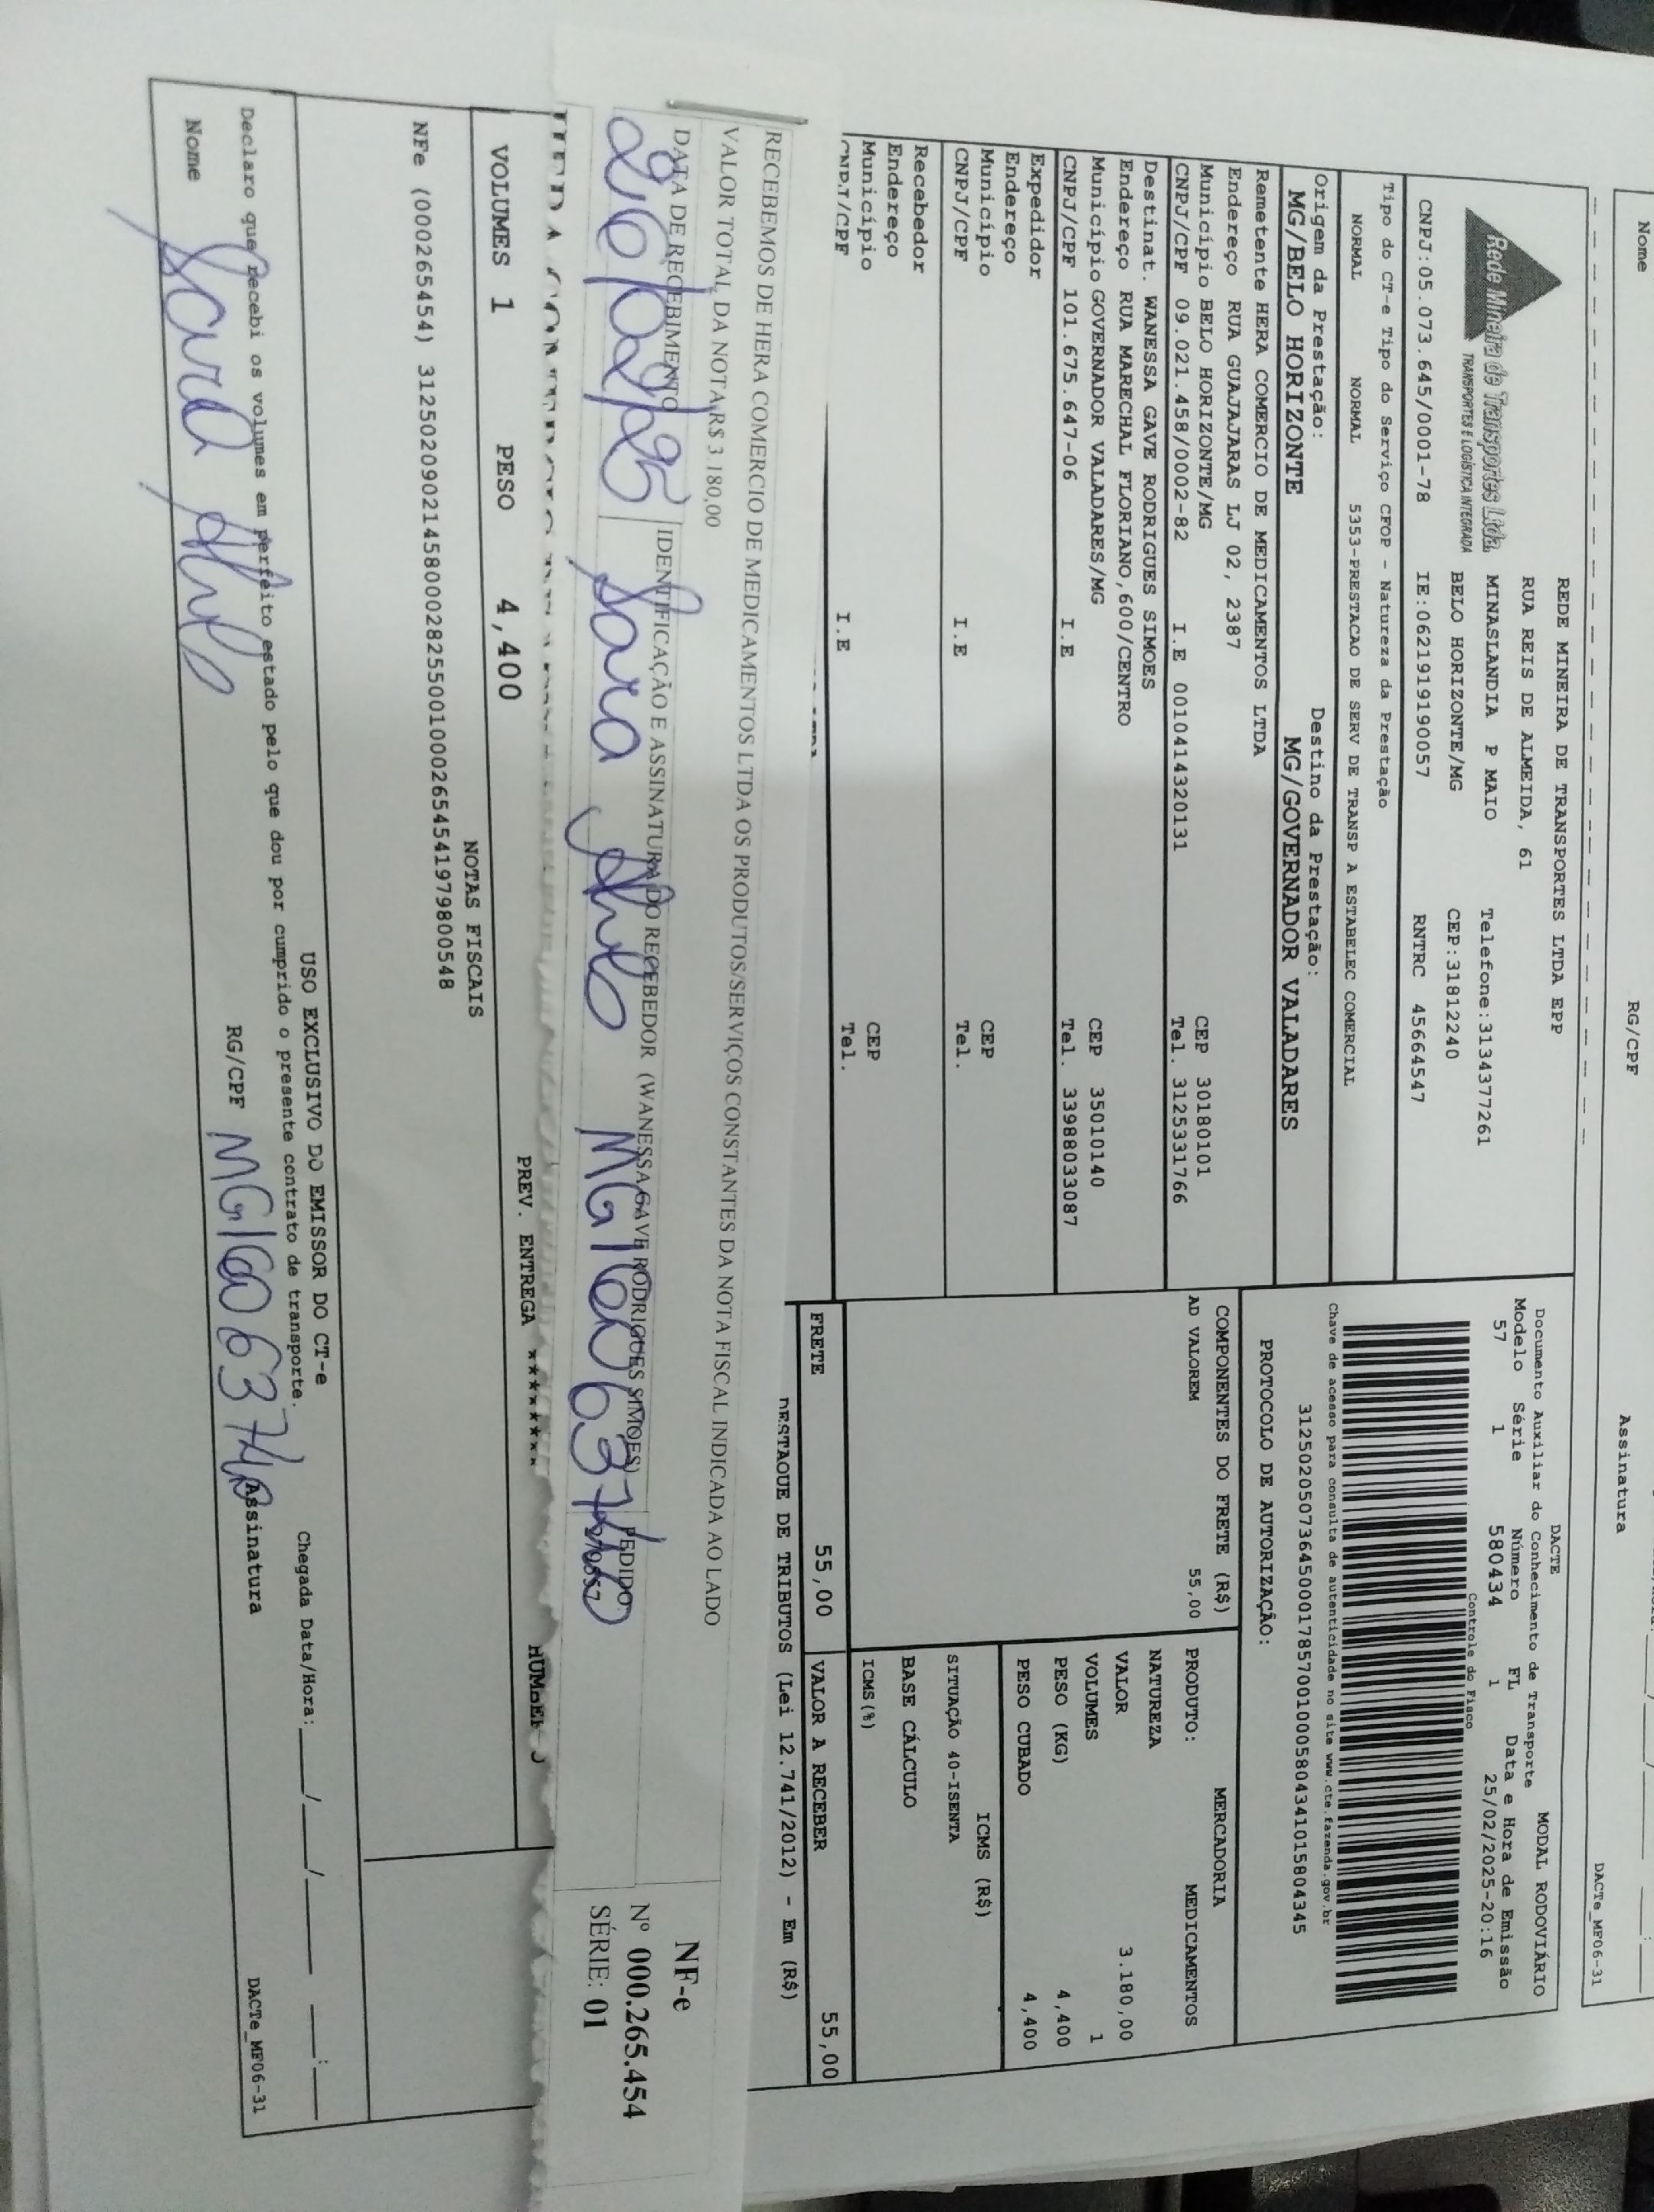 Nome RG/CPF Assinatura
DACTe_MF06-31
Rede Mineira de Transportes Ltda.
TRANSPORTES E LOGÍSTICA INTEGRADA
REDE MINEIRA DE TRANSPORTES LTDA EPP
RUA REIS DE ALMEIDA, 61
MINASLANDIA P MAIO Telefone:3134377261
BELO HORIZONTE/MG CEP:31812240
CNPJ:05.073.645/0001-78 IE:0621919190057 RNTRC 45664547
DACTE MODAL RODOVIÁRIO
Documento Auxiliar do Conhecimento de Transporte
Modelo Série Número FL Data e Hora de Emissão
57 1 580434 1 25/02/2025-20:16
Controle do Fisco
Chave de acesso para consulta de autenticidade no site www.cte.fazenda.gov.br
31250205073645000178570010005804341015804345
PROTOCOLO DE AUTORIZAÇÃO:
Tipo do CT-e Tipo do Serviço CFOP - Natureza da Prestação
NORMAL NORMAL 5353-PRESTACAO DE SERV DE TRANSP A ESTABELEC COMERCIAL
Origem da Prestação: Destino da Prestação:
MG/BELO HORIZONTE MG/GOVERNADOR VALADARES
Remetente HERA COMERCIO DE MEDICAMENTOS LTDA
Endereço RUA GUAJAJARAS LJ 02, 2387
Município BELO HORIZONTE/MG CEP 30180101
CNPJ/CPF 09.021.458/0002-82 I.E 0010414320131 Tel. 3125331766
Destinat. WANESSA GAVE RODRIGUES SIMOES
Endereço RUA MARECHAL FLORIANO,600/CENTRO
Município GOVERNADOR VALADARES/MG CEP 35010140
CNPJ/CPF 101.675.647-06 I.E Tel. 33988033087
Expedidor
Endereço
Município CEP
CNPJ/CPF I.E Tel.
Recebedor
Endereço
Município CEP
CNPJ/CPF I.E Tel.
COMPONENTES DO FRETE (R$)
AD VALOREM 55,00
MERCADORIA
PRODUTO: MEDICAMENTOS
NATUREZA
VALOR 3.180,00
VOLUMES 1
PESO (KG) 4,400
PESO CUBADO 4,400
ICMS (R$)
SITUAÇÃO 40-ISENTA
BASE CÁLCULO
ICMS(%)
FRETE 55,00 VALOR A RECEBER 55,00
DESTAQUE DE TRIBUTOS (Lei 12.741/2012) - Em (R$)
RECEBEMOS DE HERA COMERCIO DE MEDICAMENTOS LTDA OS PRODUTOS/SERVIÇOS CONSTANTES DA NOTA FISCAL INDICADA AO LADO
VALOR TOTAL DA NOTA R$ 3.180,00
DATA DE RECEBIMENTO IDENTIFICAÇÃO E ASSINATURA DO RECEBEDOR (WANESSA GAVE RODRIGUES SIMOES) PEDIDO:
Sara
NF-e
Nº 000.265.454
SÉRIE: 01
PREV. ENTREGA ********
VOLUMES 1 PESO 4,400
NOTAS FISCAIS
NFe (000265454) 31250209021458000282550010002654541979800548
USO EXCLUSIVO DO EMISSOR DO CT-e
Chegada Data/Hora:____/____/______ ____:____
Declaro que recebi os volumes em perfeito estado pelo que dou por cumprido o presente contrato de transporte.
Nome Sara RG/CPF Assinatura
DACTe_MF06-31